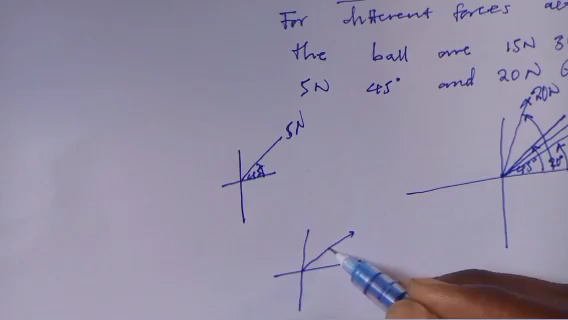 For different forces
the ball are 15N
5N 45° and 20N
20N
5N
45°
45°